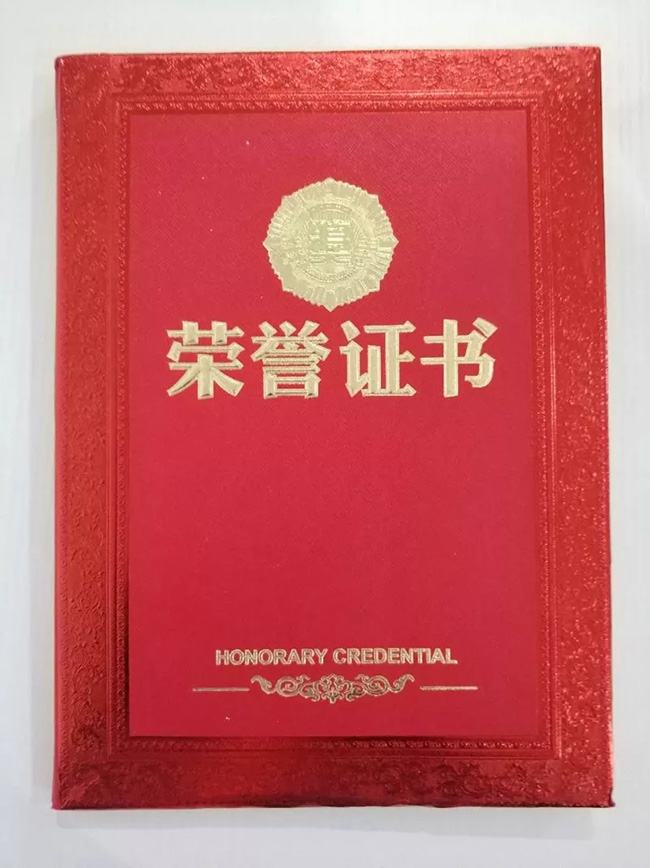 荣誉证书
HONORARY CREDENTIAL